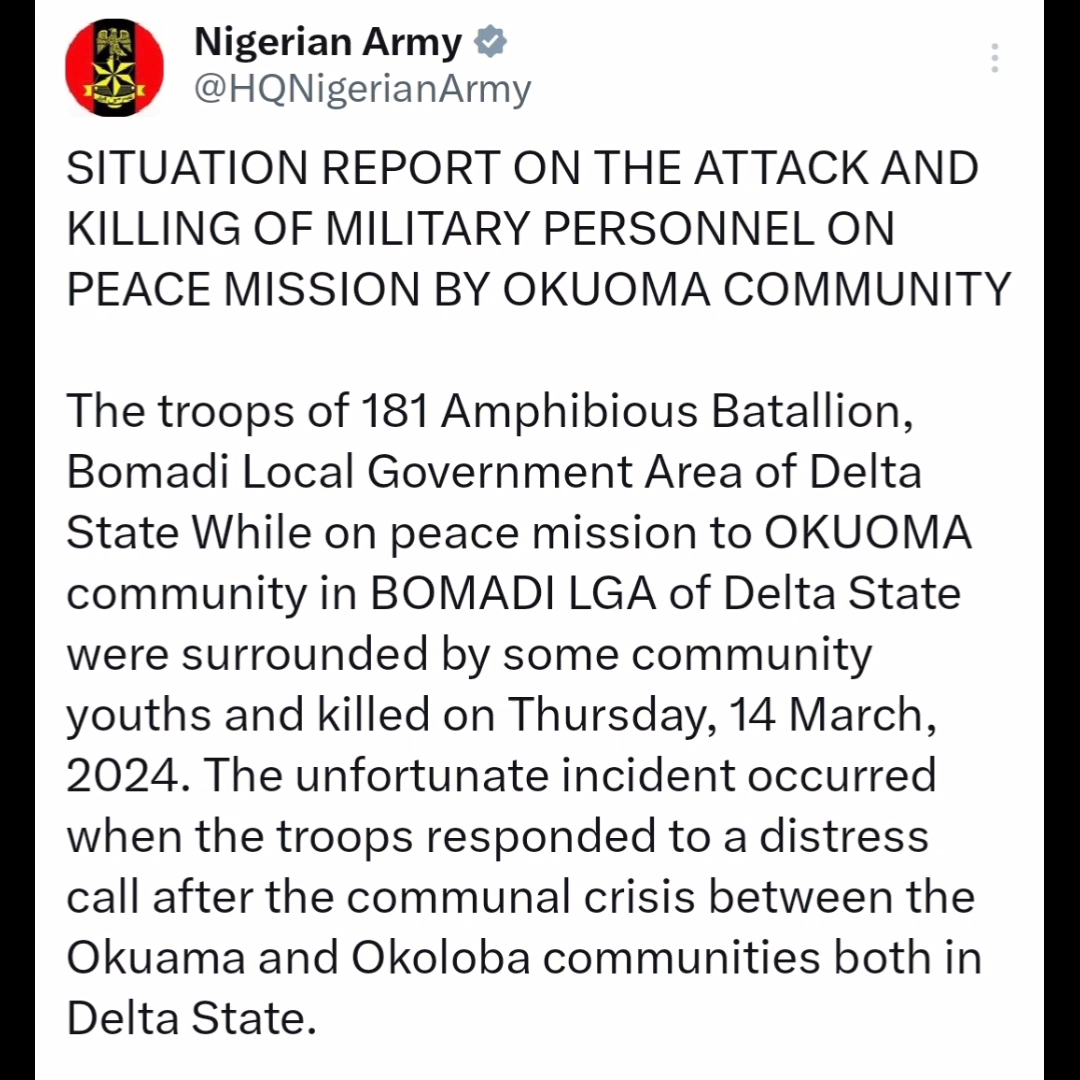 Nigerian Army
@HQNigerianArmy
SITUATION REPORT ON THE ATTACK AND
KILLING OF MILITARY PERSONNEL ON
PEACE MISSION BY OKUOMA COMMUNITY
The troops of 181 Amphibious Batallion,
Bomadi Local Government Area of Delta
State While on peace mission to OKUOMA
community in BOMADI LGA of Delta State
were surrounded by some community
youths and killed on Thursday, 14 March,
2024. The unfortunate incident occurred
when the troops responded to a distress
call after the communal crisis between the
Okuama and Okoloba communities both in
Delta State.